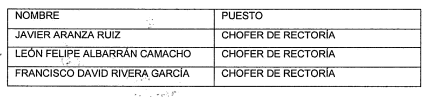 NOMBRE PUESTO
JAVIER ARANZA RUIZ CHOFER DE RECTORÍA
LEÓN FELIPE ALBARRÁN CAMACHO CHOFER DE RECTORÍA
FRANCISCO DAVID RIVERA GARCÍA CHOFER DE RECTORÍA